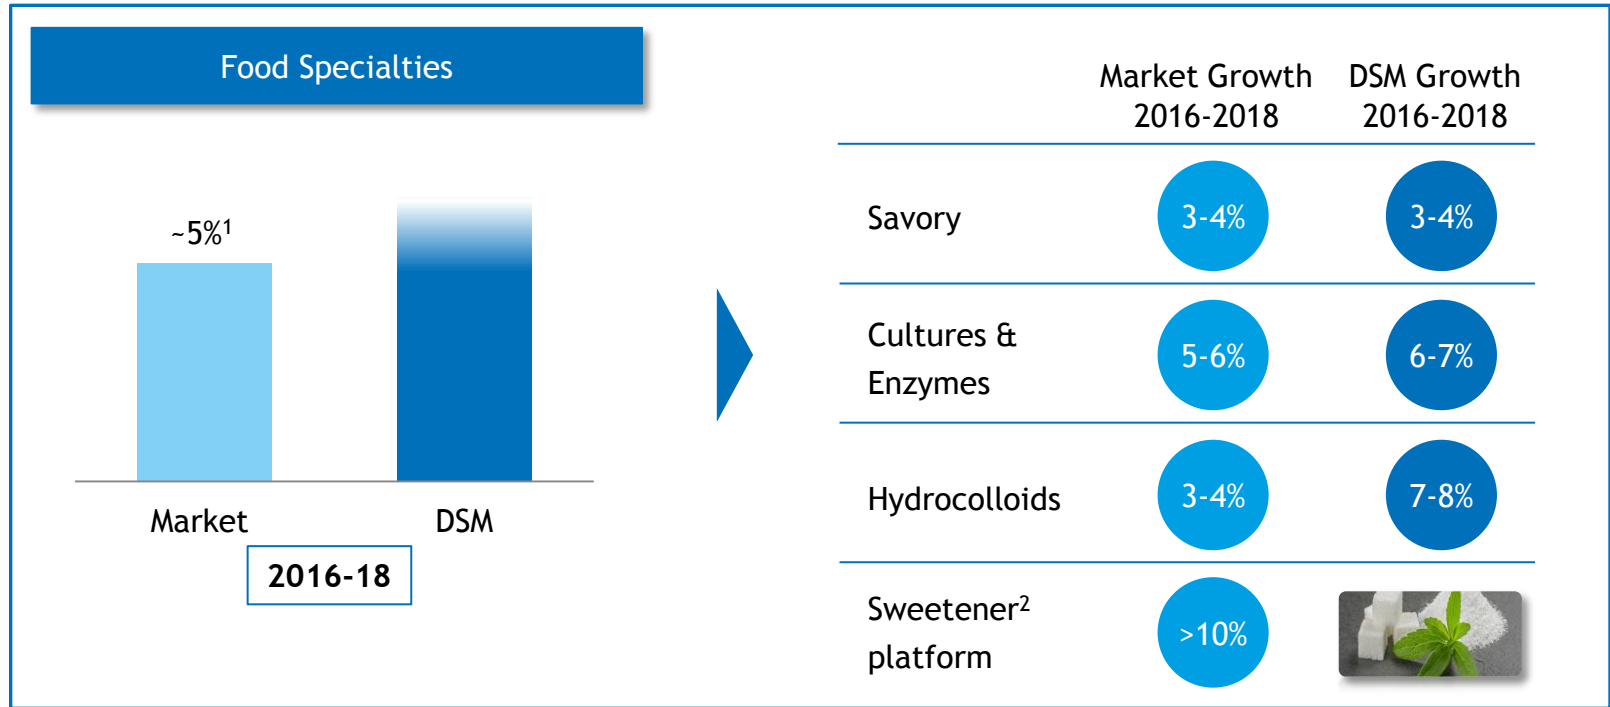 Food Specialties
~5%¹
Market
DSM
2016-18
Market Growth
2016-2018
DSM Growth
2016-2018
Savory
3-4%
3-4%
Cultures &
Enzymes
5-6%
6-7%
Hydrocolloids
3-4%
7-8%
Sweetener²
platform
>10%